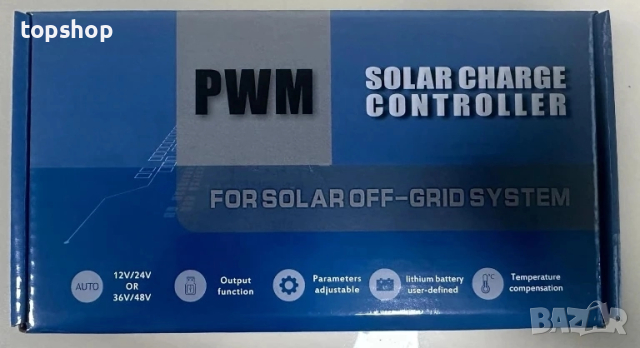 topshop
PWM
SOLAR CHARGE
CONTROLLER
FOR SOLAR OFF-GRID SYSTEM
AUTO
12V/24V
OR
36V/48V
Output
function
Parameters
adjustable
lithium battery
user-defined
°C
Temperature
compensation
BAZAR